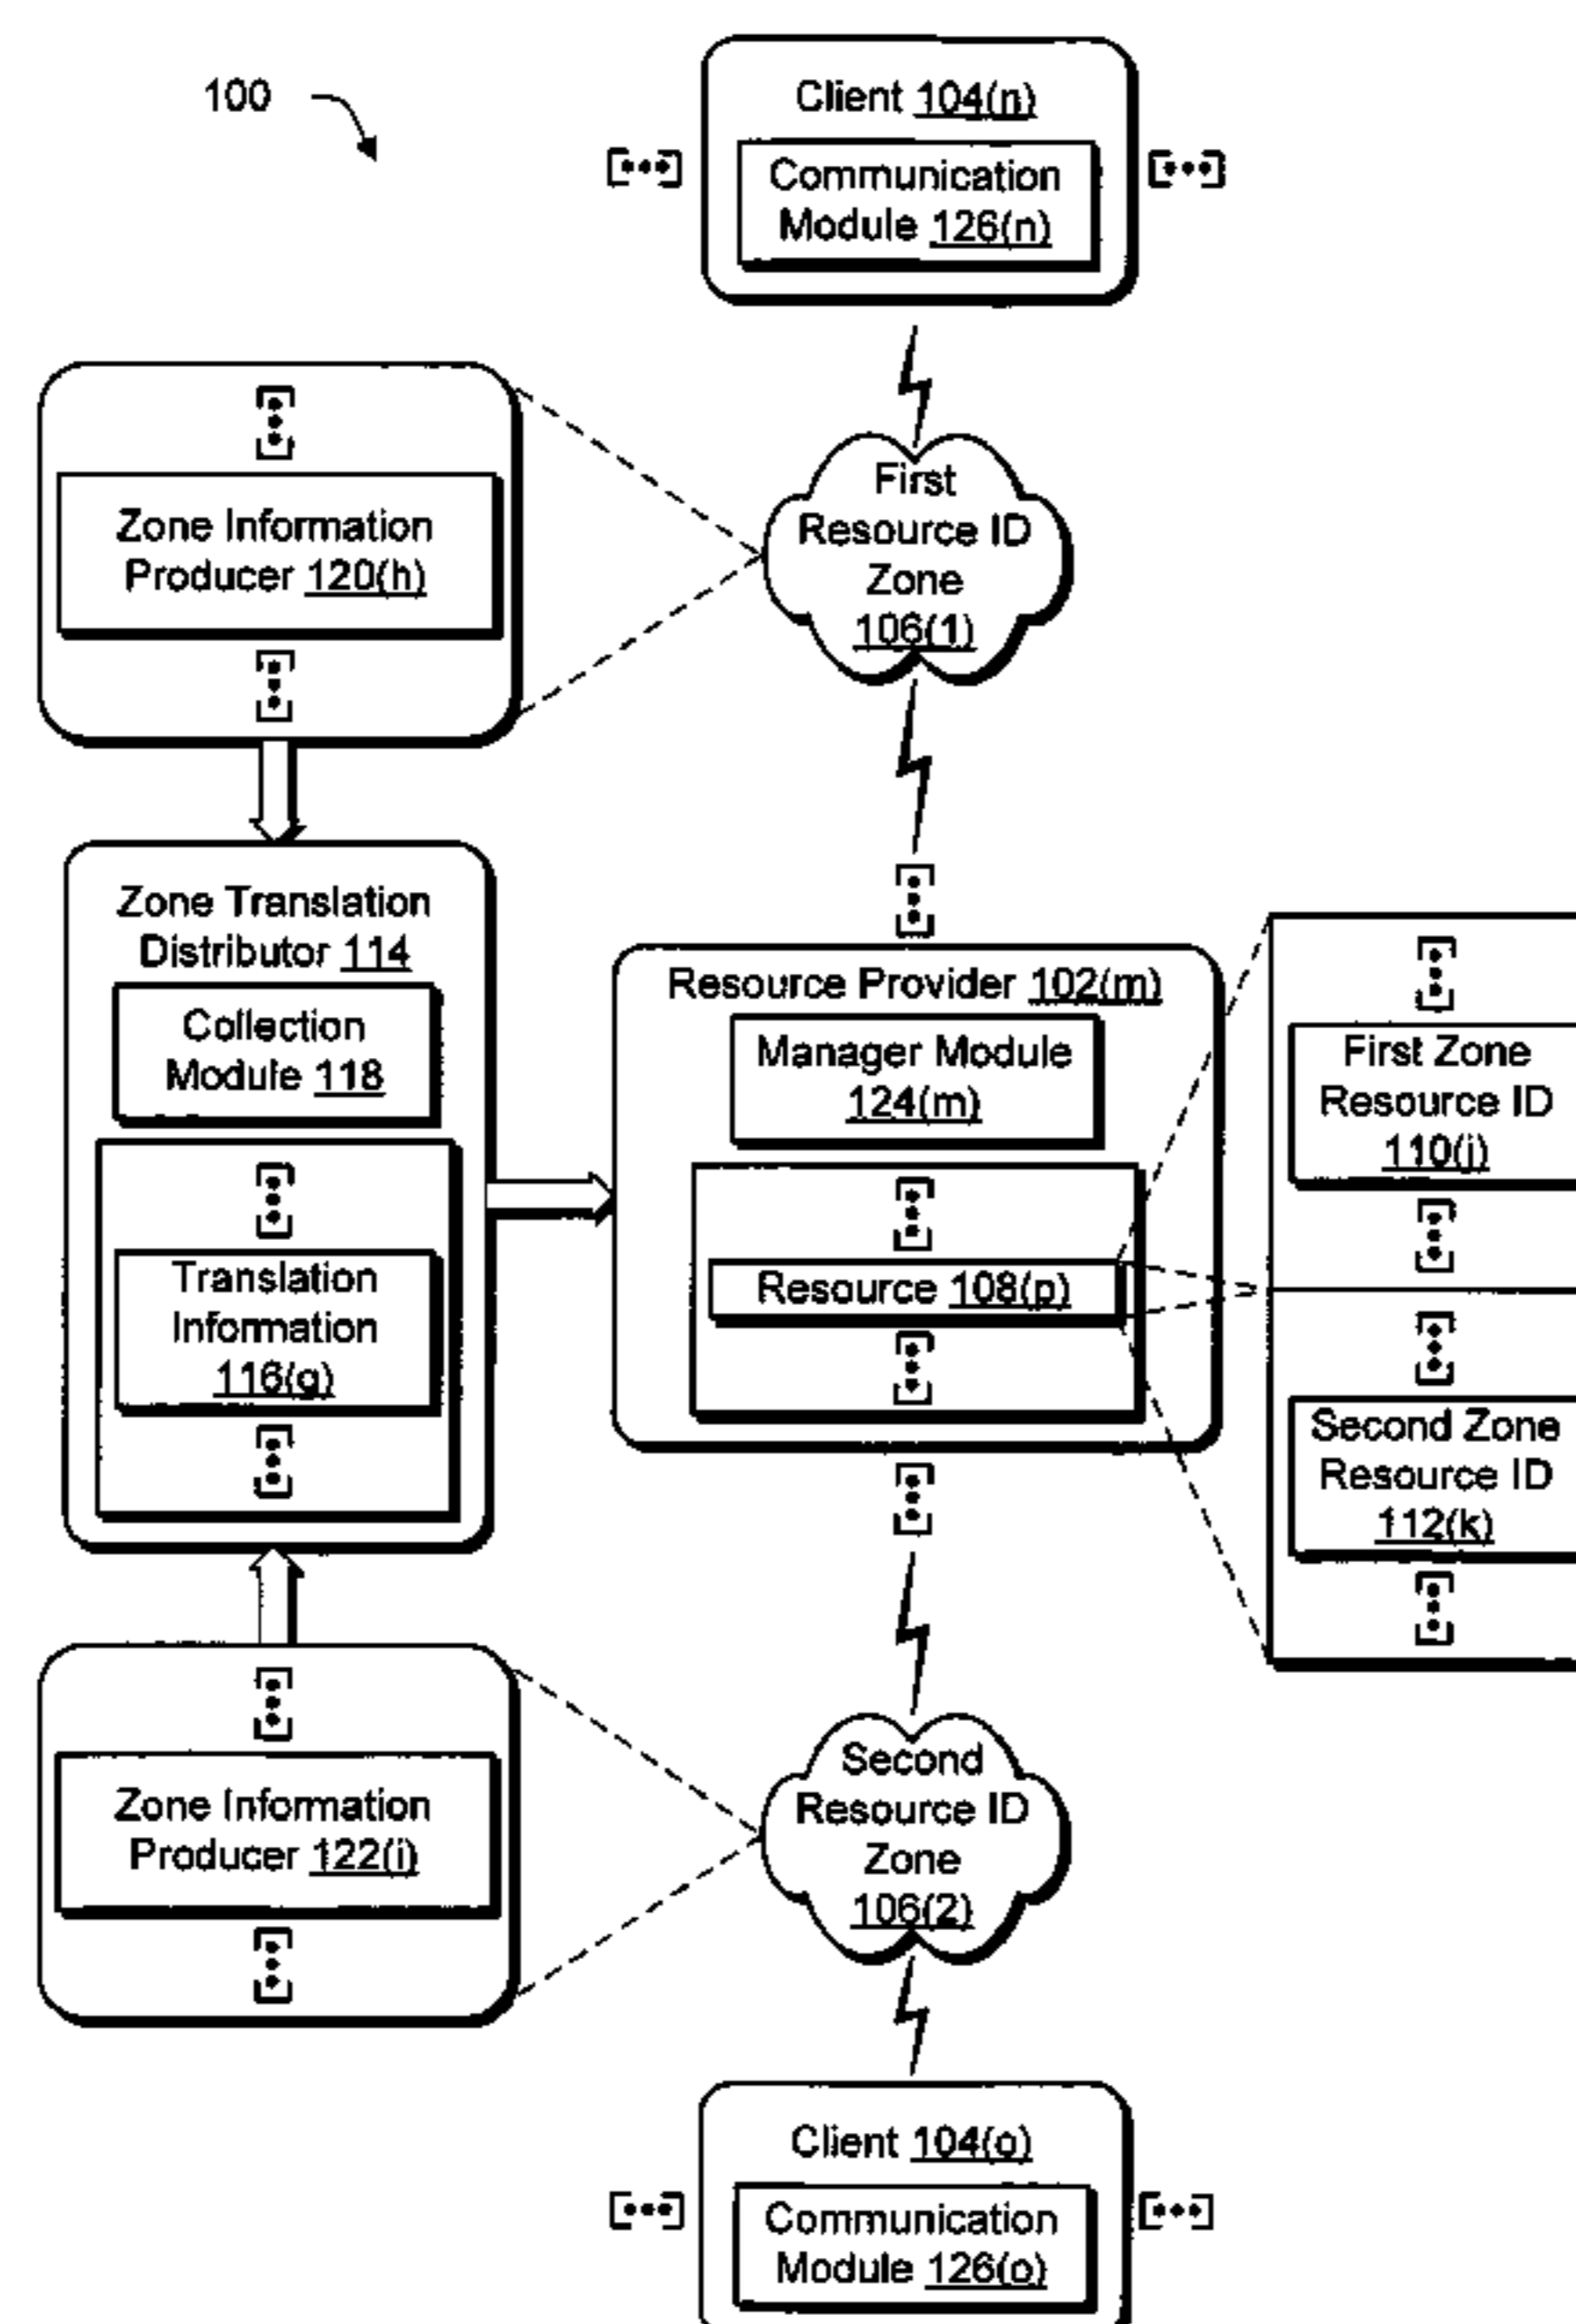 100
Client 104(n)
Communication
Module 126(n)
Zone Information
Producer 120(h)
First
Resource ID
Zone
106(1)
Zone Translation
Distributor 114
Collection
Module 118
Translation
Information
116(g)
Resource Provider 102(m)
Manager Module
124(m)
Resource 108(p)
First Zone
Resource ID
110(j)
Second Zone
Resource ID
112(k)
Zone Information
Producer 122(i)
Second
Resource ID
Zone
106(2)
Client 104(o)
Communication
Module 126(o)